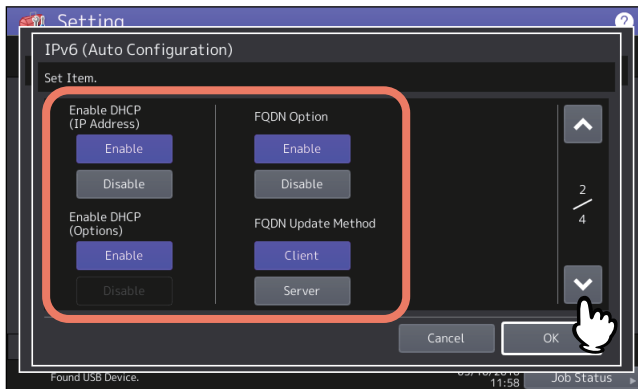 Setting
?
IPv6 (Auto Configuration)
Set Item.
Enable DHCP
(IP Address)
Enable
Disable
FQDN Option
Enable
Disable
Enable DHCP
(Options)
Enable
Disable
FQDN Update Method
Client
Server
2
4
Cancel
OK
Found USB Device.
11:58
Job Status